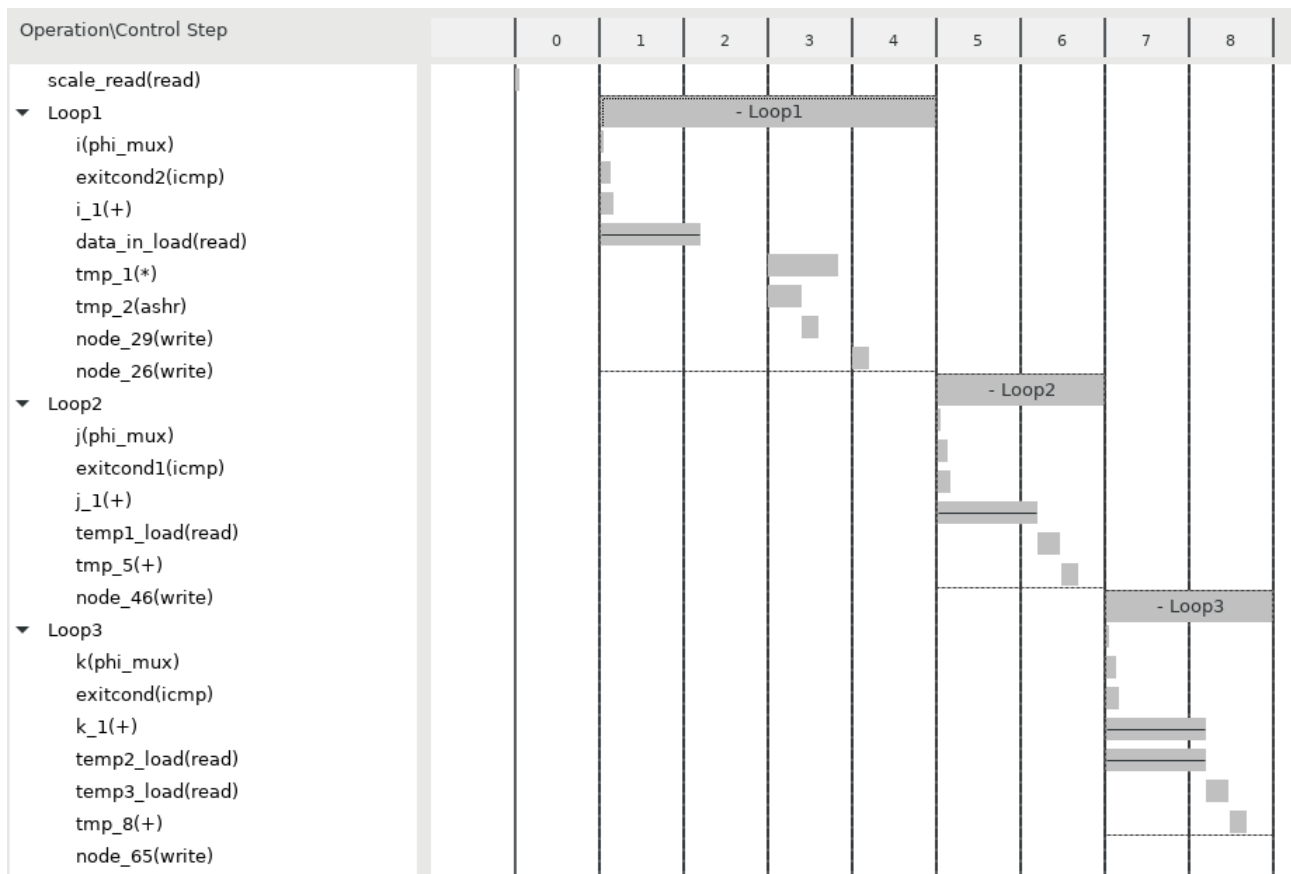 Operation\Control Step
0 1 2 3 4 5 6 7 8
scale_read(read)
Loop1
- Loop1
i(phi_mux)
exitcond2(icmp)
i_1(+)
data_in_load(read)
tmp_1(*)
tmp_2(ashr)
node_29(write)
node_26(write)
- Loop2
Loop2
j(phi_mux)
exitcond1(icmp)
j_1(+)
temp1_load(read)
tmp_5(+)
node_46(write)
- Loop3
Loop3
k(phi_mux)
exitcond(icmp)
k_1(+)
temp2_load(read)
temp3_load(read)
tmp_8(+)
node_65(write)